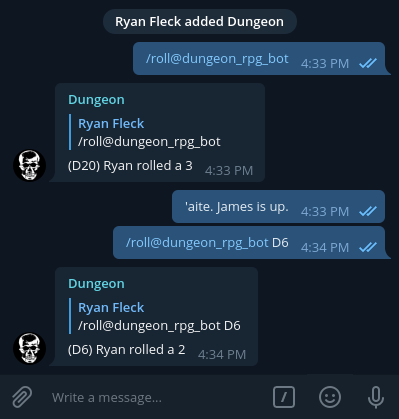 Ryan Fleck added Dungeon
/roll@dungeon_rpg_bot 4:33 PM
Dungeon
Ryan Fleck
/roll@dungeon_rpg_bot
(D20) Ryan rolled a 3 4:33 PM
'aite. James is up. 4:33 PM
/roll@dungeon_rpg_bot D6 4:34 PM
Dungeon
Ryan Fleck
/roll@dungeon_rpg_bot D6
(D6) Ryan rolled a 2 4:34 PM
Write a message...